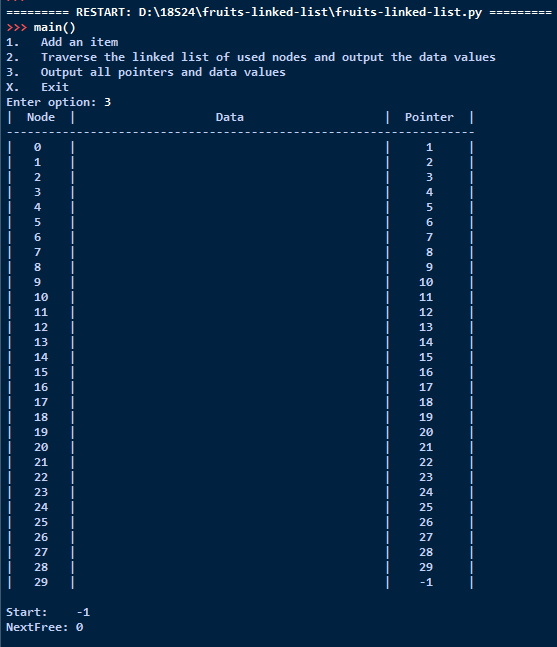 >>>
========= RESTART: D:\18524\fruits-linked-list\fruits-linked-list.py =========
>>> main()
1.   Add an item
2.   Traverse the linked list of used nodes and output the data values
3.   Output all pointers and data values
X.   Exit
Enter option: 3
|  Node  |                    Data                    |  Pointer  |
-------------------------------------------------------------------
|   0    |                                            |     1     |
|   1    |                                            |     2     |
|   2    |                                            |     3     |
|   3    |                                            |     4     |
|   4    |                                            |     5     |
|   5    |                                            |     6     |
|   6    |                                            |     7     |
|   7    |                                            |     8     |
|   8    |                                            |     9     |
|   9    |                                            |    10     |
|   10   |                                            |    11     |
|   11   |                                            |    12     |
|   12   |                                            |    13     |
|   13   |                                            |    14     |
|   14   |                                            |    15     |
|   15   |                                            |    16     |
|   16   |                                            |    17     |
|   17   |                                            |    18     |
|   18   |                                            |    19     |
|   19   |                                            |    20     |
|   20   |                                            |    21     |
|   21   |                                            |    22     |
|   22   |                                            |    23     |
|   23   |                                            |    24     |
|   24   |                                            |    25     |
|   25   |                                            |    26     |
|   26   |                                            |    27     |
|   27   |                                            |    28     |
|   28   |                                            |    29     |
|   29   |                                            |    -1     |
Start:    -1
NextFree: 0